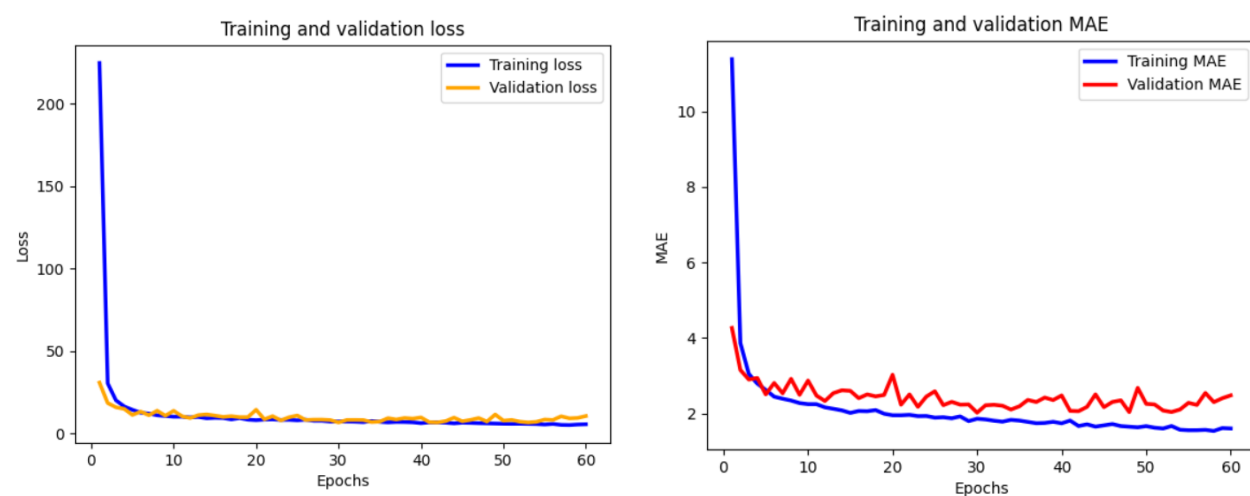 Training and validation loss
Training loss
Validation loss
200
150
100
50
0
Loss
0 10 20 30 40 50 60
Epochs
Training and validation MAE
Training MAE
Validation MAE
10
8
6
4
2
MAE
0 10 20 30 40 50 60
Epochs